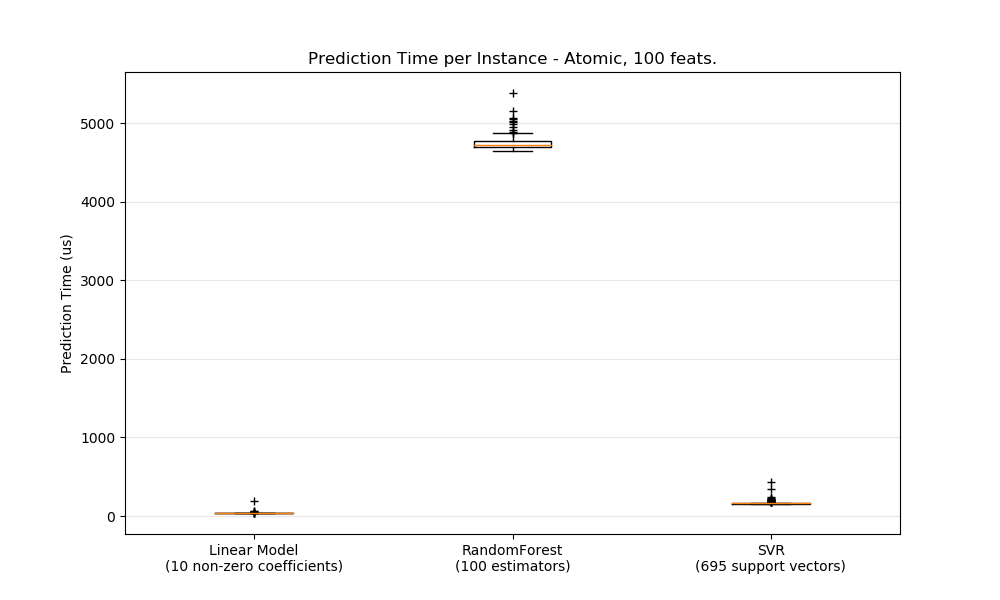 Prediction Time per Instance - Atomic, 100 feats.
Prediction Time (us)
5000
4000
3000
2000
1000
0
Linear Model
(10 non-zero coefficients)
RandomForest
(100 estimators)
SVR
(695 support vectors)